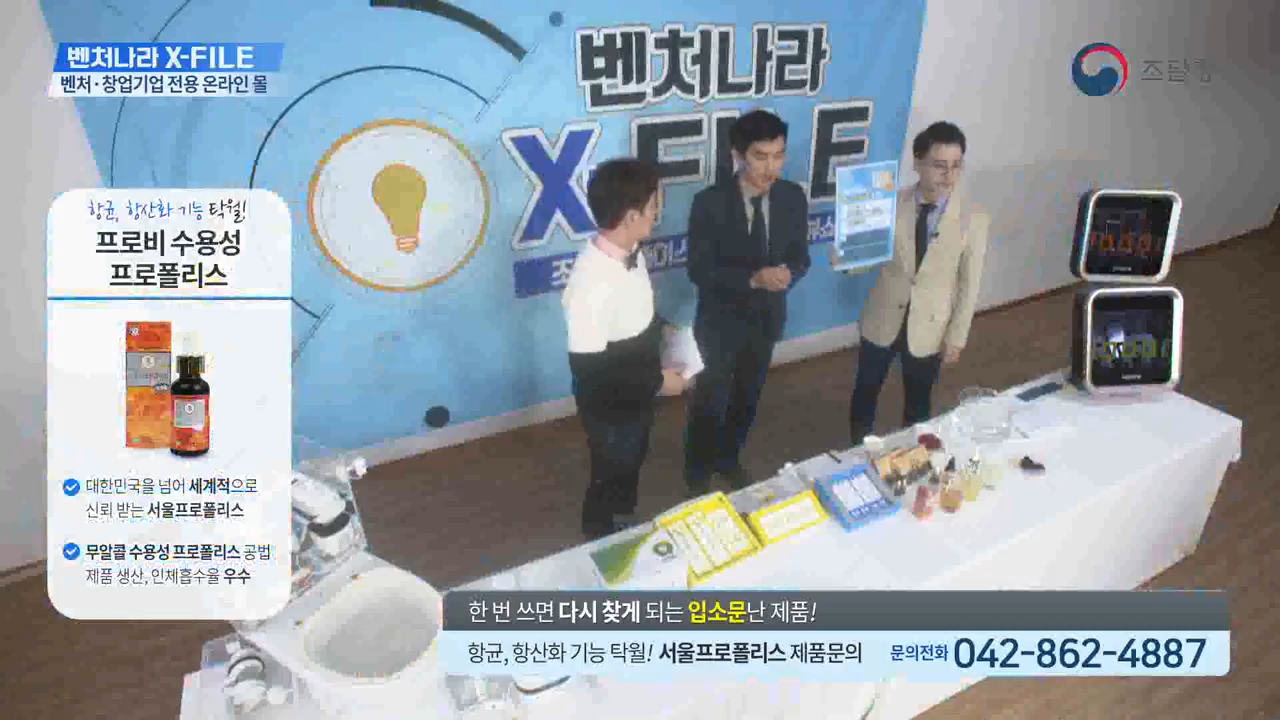 벤처나라 X-FILE
벤처·창업기업 전용 온라인 몰
조달청
벤처나라
X-FILE
항균, 항산화 기능 탁월!
프로비 수용성
프로폴리스
대한민국을 넘어 세계적으로
신뢰 받는 서울프로폴리스
무알콜 수용성 프로폴리스 공법
제품 생산, 인체흡수율 우수
한 번 쓰면 다시 찾게 되는 입소문난 제품!
항균, 항산화 기능 탁월! 서울프로폴리스 제품문의 문의전화 042-862-4887